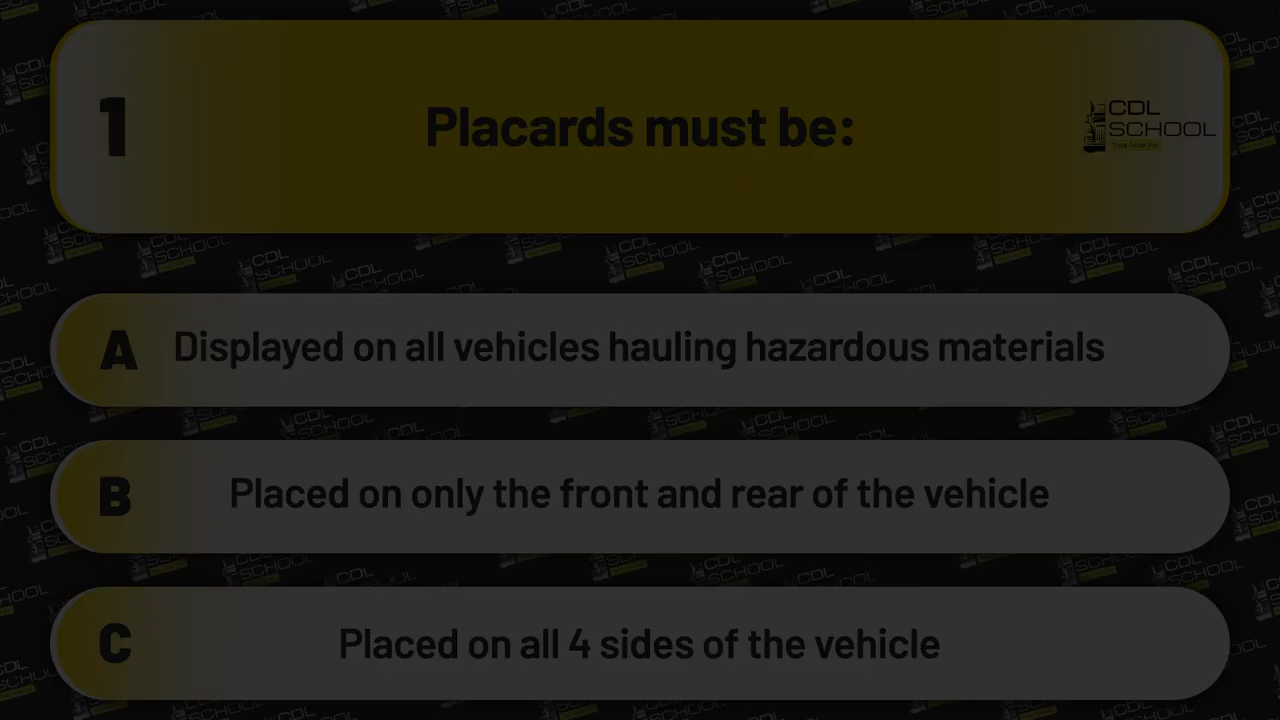 1
Placards must be:
CDL
SCHOOL
A
Displayed on all vehicles hauling hazardous materials
B
Placed on only the front and rear of the vehicle
C
Placed on all 4 sides of the vehicle